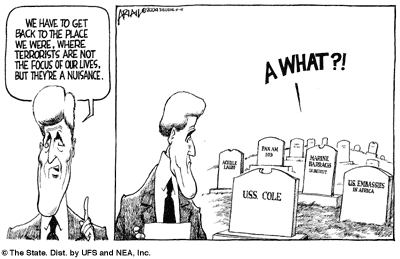 WE HAVE TO GET
BACK TO THE PLACE
WE WERE, WHERE
TERRORISTS ARE NOT
THE FOCUS OF OUR LIVES,
BUT THEY'RE A NUISANCE.
A WHAT?!
ACHILLE
LAURO
PAN AM
103
MARINE
BARRACKS
IN BEIRUT
USS. COLE
U.S. EMBASSIES
IN AFRICA
© The State. Dist. by UFS and NEA, Inc.